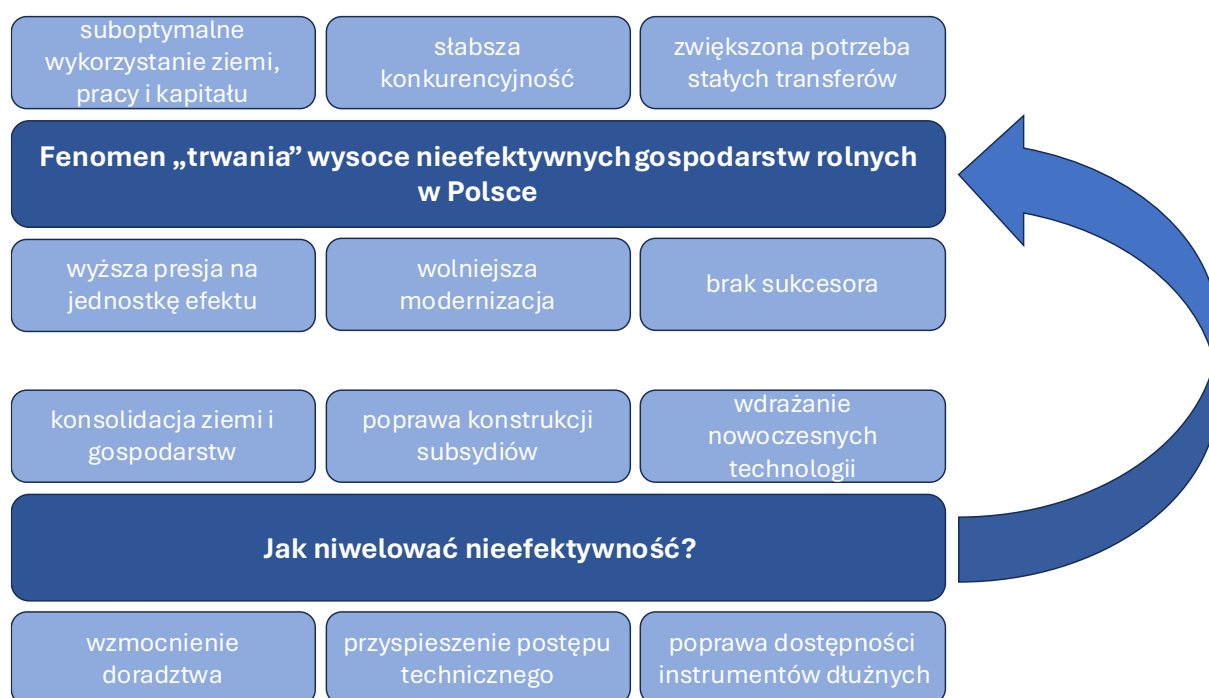 suboptymalne
wykorzystanie ziemi,
pracy i kapitału
słabsza
konkurencyjność
zwiększona potrzeba
stałych transferów
Fenomen „trwania” wysoce nieefektywnych gospodarstw rolnych
w Polsce
wyższa presja na
jednostkę efektu
wolniejsza
modernizacja
brak sukcesora
konsolidacja ziemi i
gospodarstw
poprawa konstrukcji
subsydiów
wdrażanie
nowoczesnych
technologii
Jak niwelować nieefektywność?
wzmocnienie
doradztwa
przyspieszenie postępu
technicznego
poprawa dostępności
instrumentów dłużnych